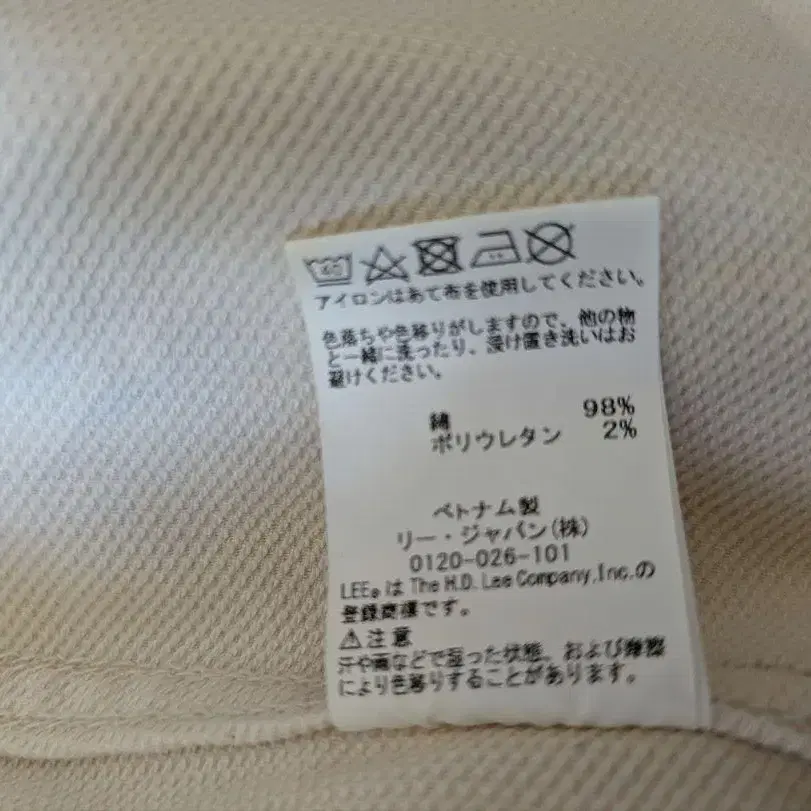 40
アイロンはあて布を使用してください。
色落ちや色移りがしますので、他の物
と一緒に洗ったり、浸け置き洗いはお
避けください。
綿 98%
ポリウレタン 2%
ベトナム製
リー・ジャパン(株)
0120-026-101
LEE®は The H.D. Lee Company,Inc.の
登録商標です。
⚠注意
汗や雨などで湿った状態、および摩擦
により色移りすることがあります。